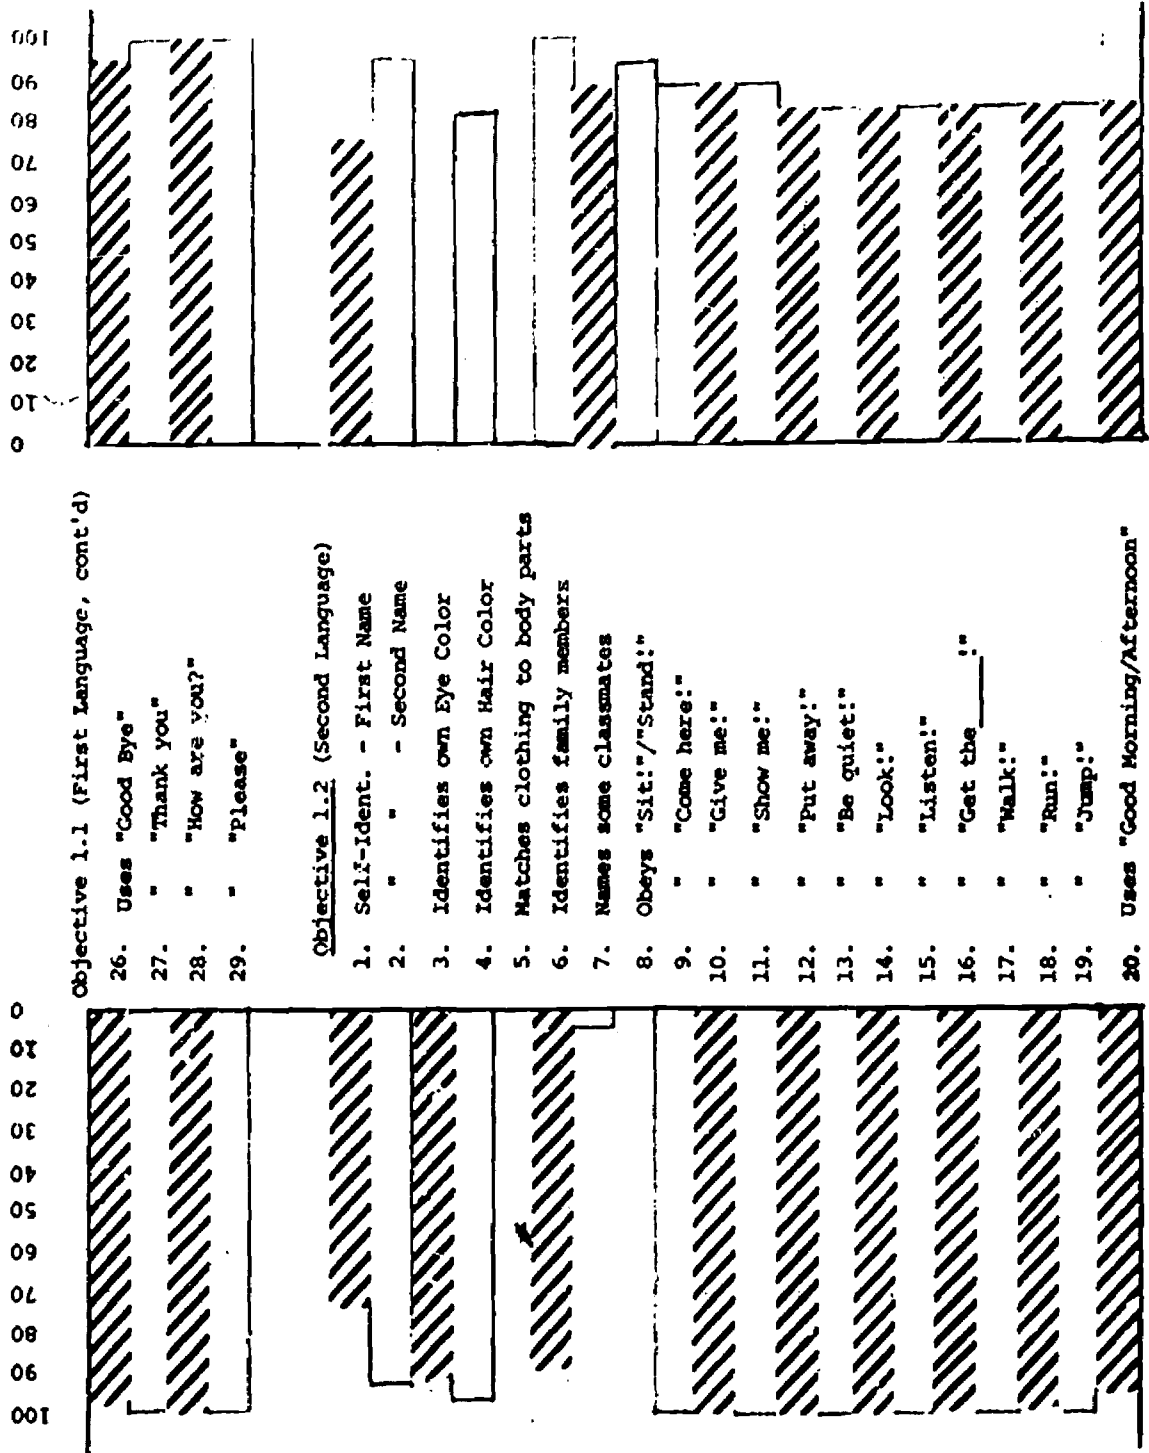 100
90
80
70
60
50
40
30
20
10
0
Objective 1.1 (First Language, cont'd)
26. Uses "Good Bye"
27. " "Thank you"
28. " "How are you?"
29. " "Please"
Objective 1.2 (Second Language)
1. Self-Ident. - First Name
2. " " - Second Name
3. Identifies own Eye Color
4. Identifies own Hair Color
5. Matches clothing to body parts
6. Identifies family members
7. Names some classmates
8. Obeys "Sit!"/"Stand!"
9. " "Come here!"
10. " "Give me!"
11. " "Show me!"
12. " "Put away!"
13. " "Be quiet!"
14. " "Look!"
15. " "Listen!"
16. " "Get the ____!"
17. " "Walk!"
18. " "Run!"
19. " "Jump!"
20. Uses "Good Morning/Afternoon"
0
10
20
30
40
50
60
70
80
90
100